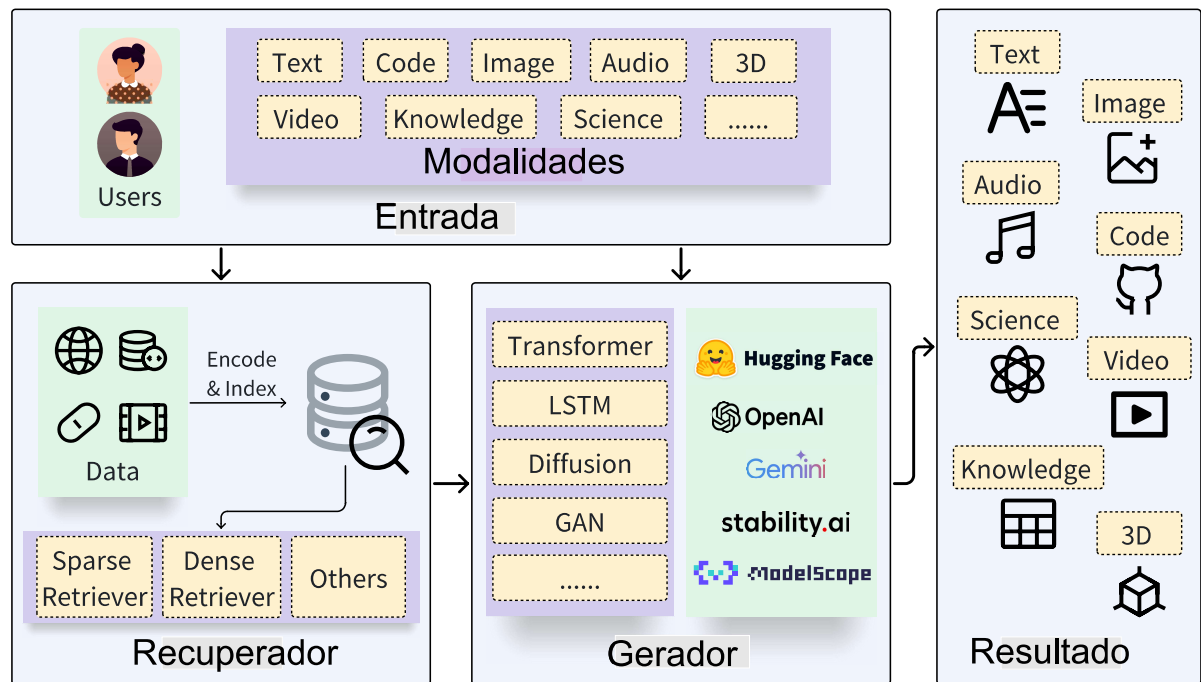 Users
Text
Code
Image
Audio
3D
Video
Knowledge
Science
......
Modalidades
Entrada
Data
Encode
& Index
Sparse
Retriever
Dense
Retriever
Others
Recuperador
Transformer
LSTM
Diffusion
GAN
......
Hugging Face
OpenAI
Gemini
stability.ai
ModelScope
Gerador
Text
Image
Audio
Code
Science
Video
Knowledge
3D
Resultado